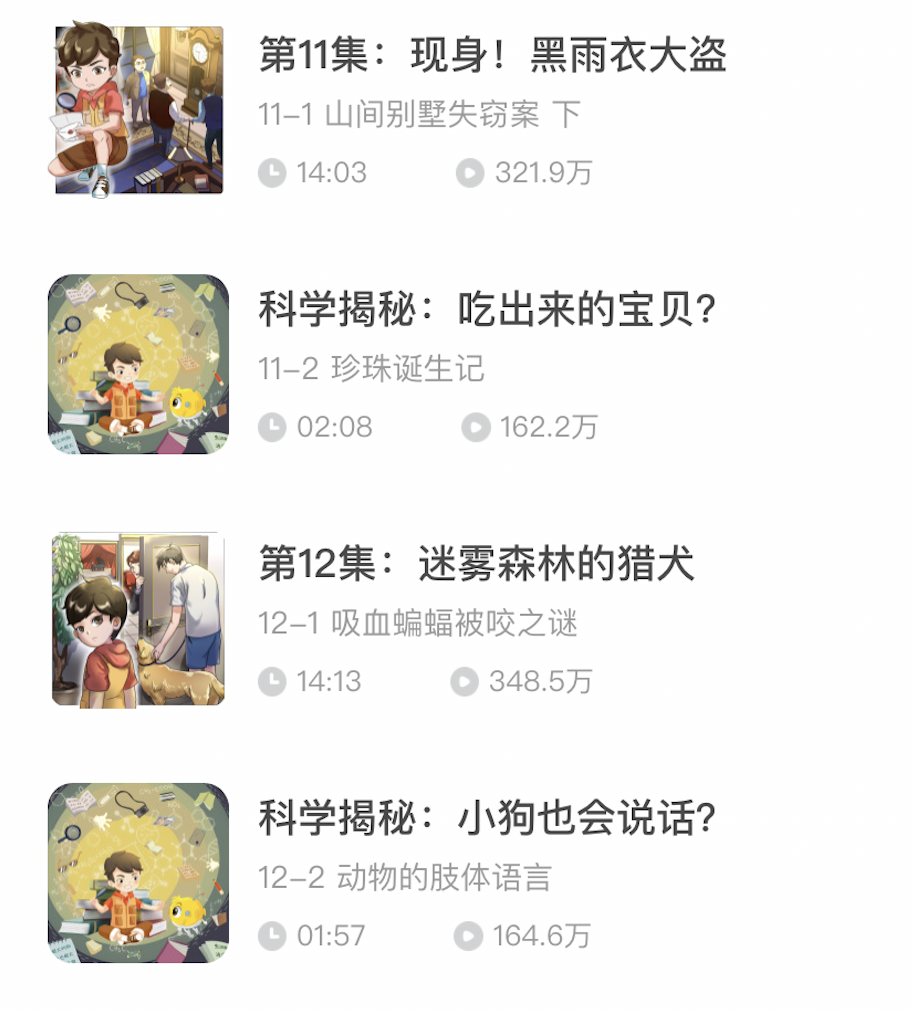 第11集：现身！黑雨衣大盗
11-1 山间别墅失窃案 下
14:03 321.9万
科学揭秘：吃出来的宝贝？
11-2 珍珠诞生记
02:08 162.2万
第12集：迷雾森林的猎犬
12-1 吸血蝙蝠被咬之谜
14:13 348.5万
科学揭秘：小狗也会说话？
12-2 动物的肢体语言
01:57 164.6万